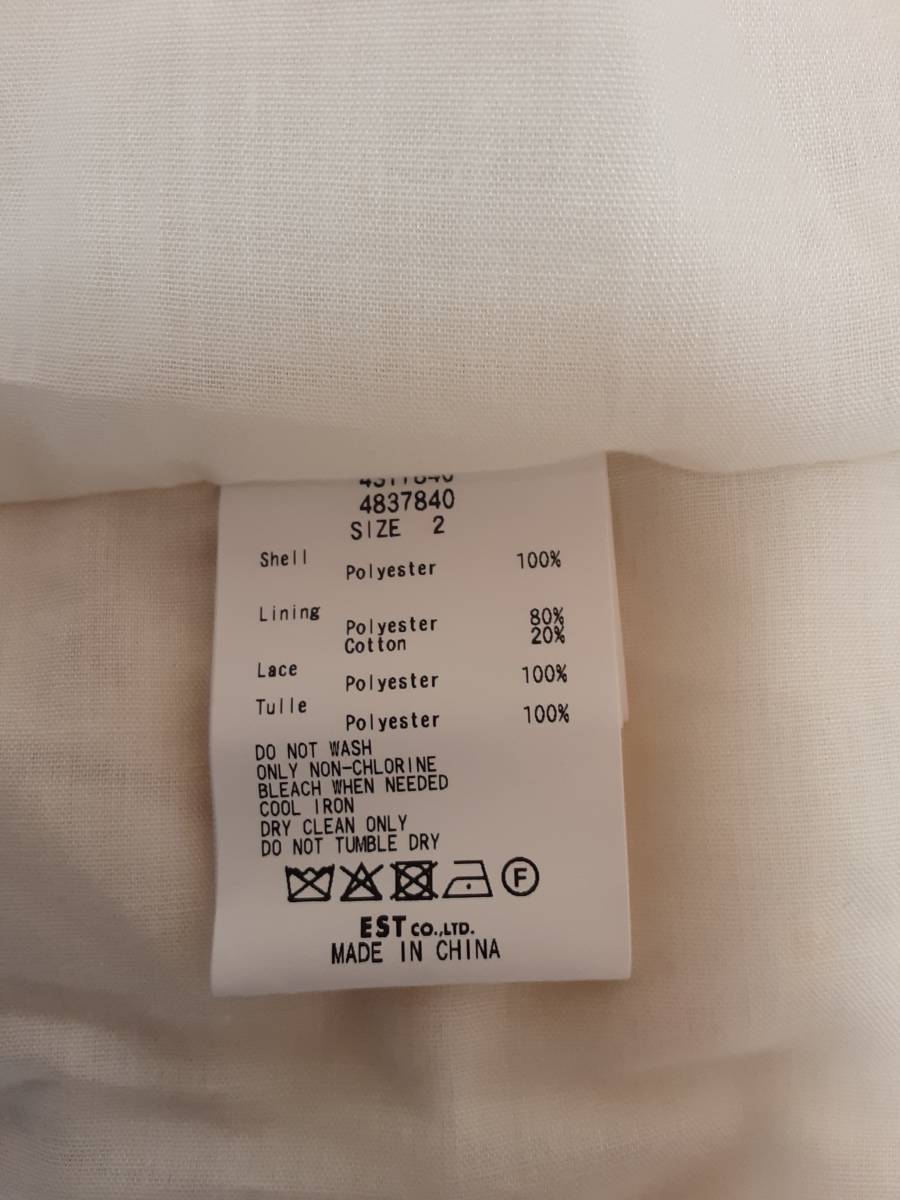 4837840
SIZE 2
Shell
Polyester 100%
Lining
Polyester 80%
Cotton 20%
Lace
Polyester 100%
Tulle
Polyester 100%
DO NOT WASH
ONLY NON-CHLORINE
BLEACH WHEN NEEDED
COOL IRON
DRY CLEAN ONLY
DO NOT TUMBLE DRY
F
EST CO.,LTD.
MADE IN CHINA